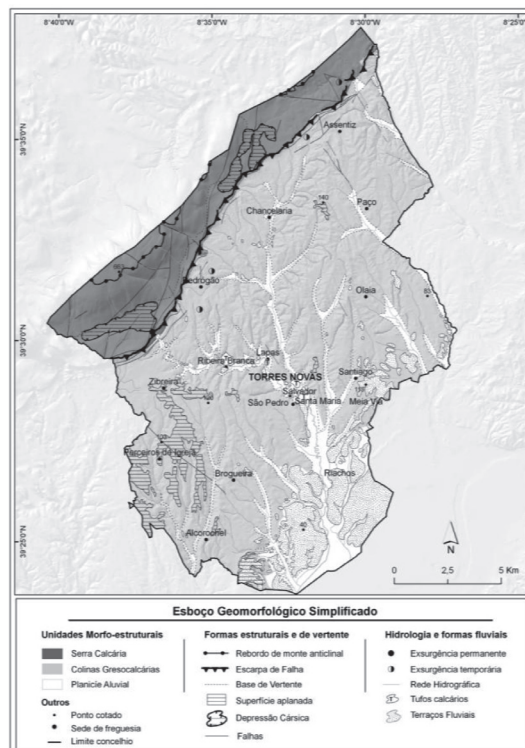 8°40'0"W 8°35'0"W 8°30'0"W 8°25'0"W
Assentiz
140
Paço
Chancelaria
Pedrogão
Olaia
Lapas
Ribeira Branca
Zibreira
TORRES NOVAS
Santiago
Salvador
São Pedro
Santa Maria
Meia Via
Parceiros de Igreja
Brogueira
Riachos
40
Alcorochel
N
0 2,5 5 Km
Esboço Geomorfológico Simplificado
Unidades Morfo-estruturais
Serra Calcária
Colinas Gresocalcárias
Planície Aluvial
Outros
Ponto cotado
Sede de freguesia
Limite concelho
Formas estruturais e de vertente
Rebordo de monte anticlinal
Escarpa de Falha
Base de Vertente
Superfície aplanada
Depressão Cársica
Falhas
Hidrologia e formas fluviais
Exsurgência permanente
Exsurgência temporária
Rede Hidrográfica
Tufos calcários
Terraços Fluviais